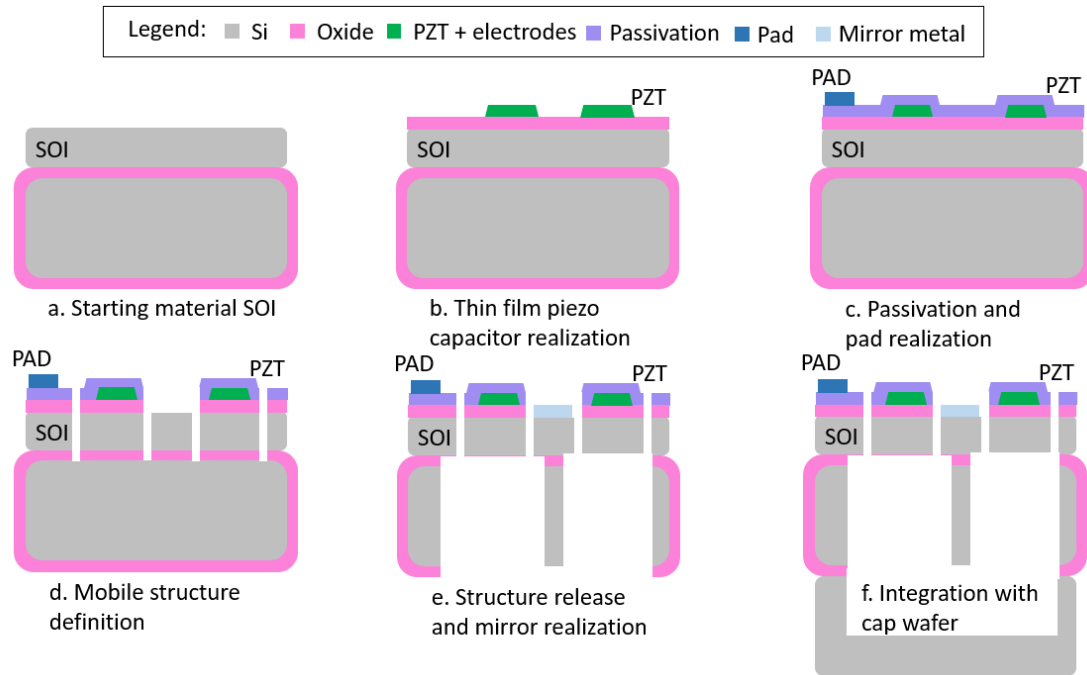 Legend: Si Oxide PZT + electrodes Passivation Pad Mirror metal
SOI
a. Starting material SOI
PZT
SOI
b. Thin film piezo
capacitor realization
PAD
PZT
SOI
c. Passivation and
pad realization
PAD
PZT
SOI
d. Mobile structure
definition
PAD
PZT
SOI
e. Structure release
and mirror realization
PAD
PZT
SOI
f. Integration with
cap wafer